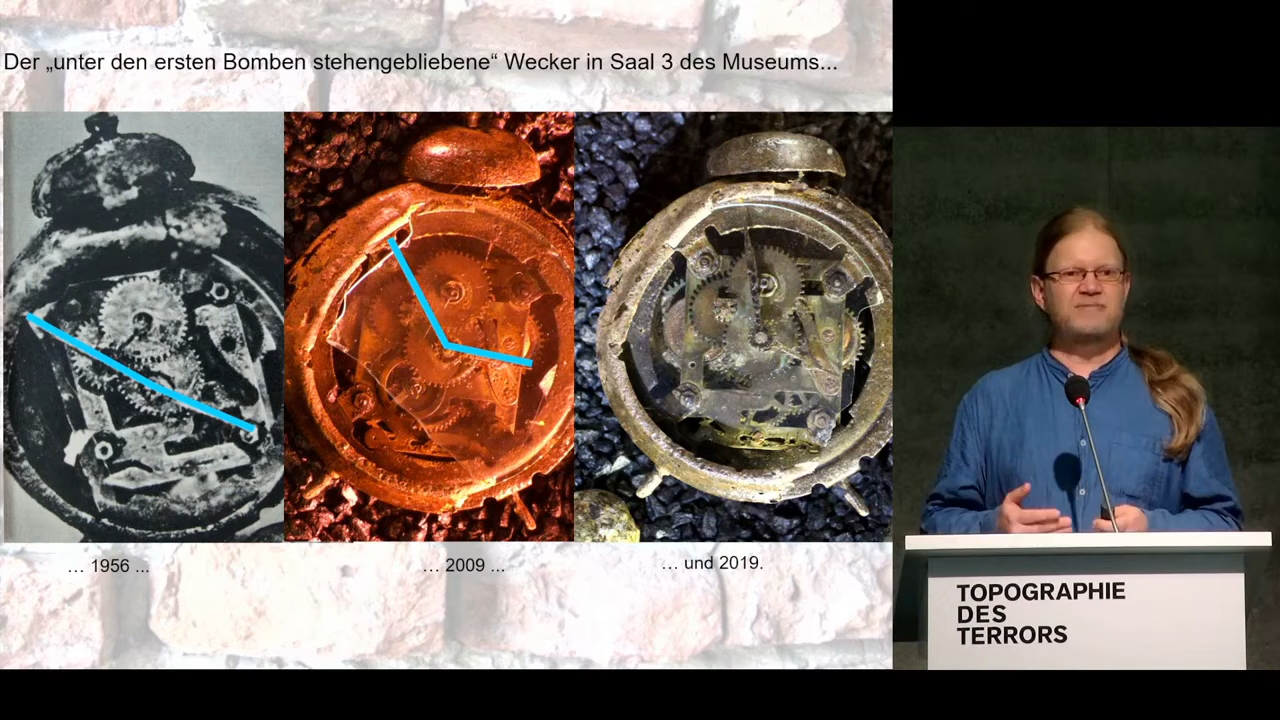 Der „unter den ersten Bomben stehengebliebene“ Wecker in Saal 3 des Museums...
… 1956 ...
… 2009 ...
… und 2019.
TOPOGRAPHIE
DES
TERRORS